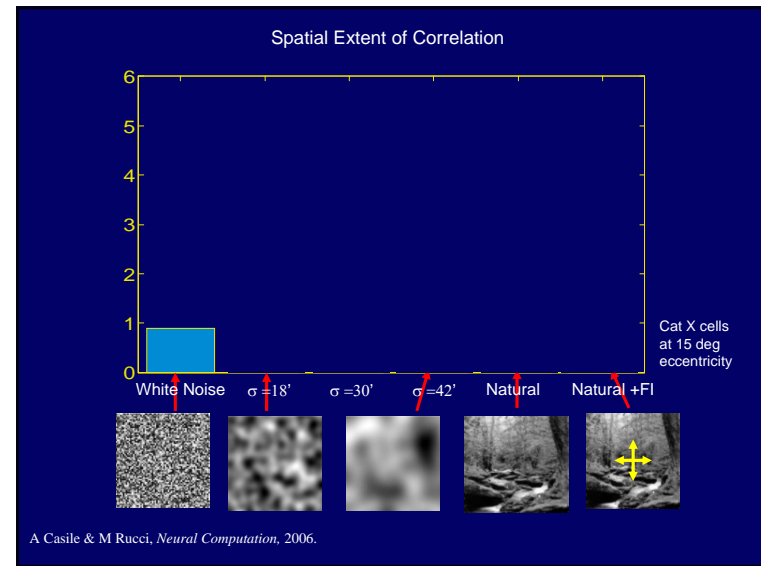 Spatial Extent of Correlation
6
5
4
3
2
1
0
White Noise σ =18’ σ =30’ σ =42’ Natural Natural +FI
Cat X cells
at 15 deg
eccentricity
A Casile & M Rucci, Neural Computation, 2006.